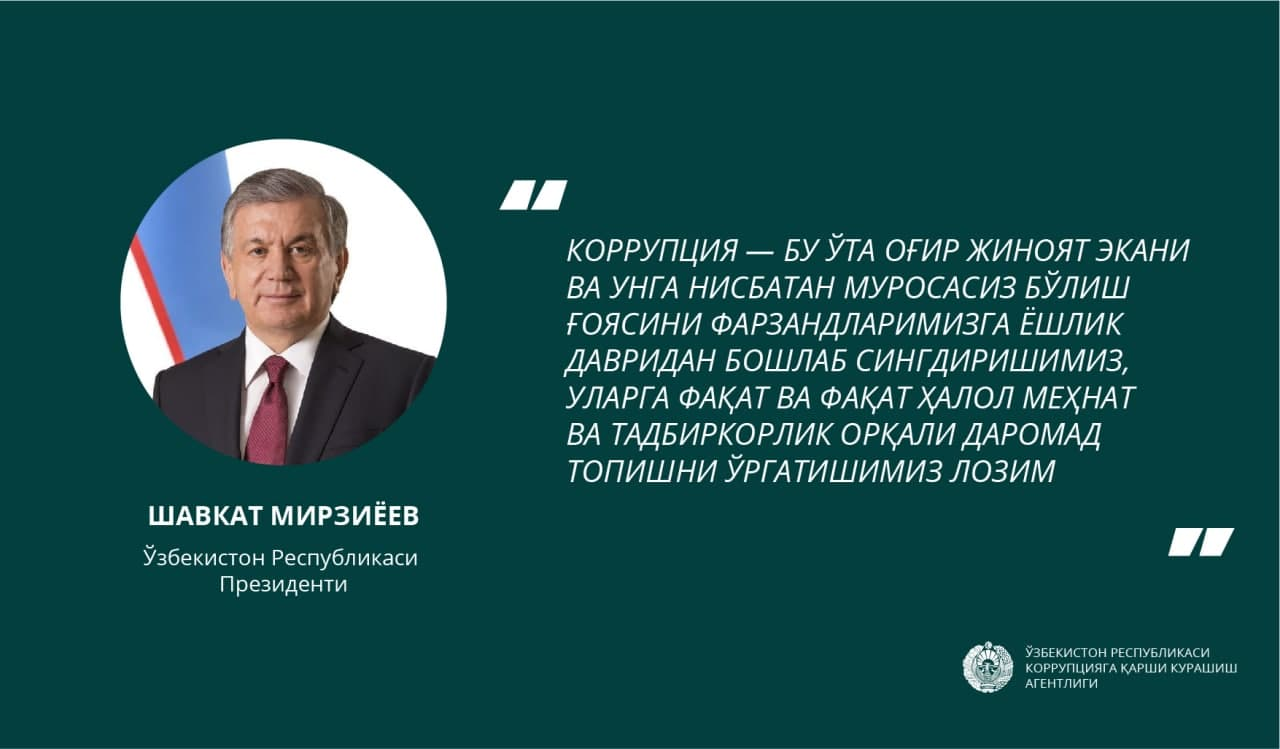 КОРРУПЦИЯ — БУ ЎТА ОҒИР ЖИНОЯТ ЭКАНИ
ВА УНГА НИСБАТАН МУРОСАСИЗ БЎЛИШ
ҒОЯСИНИ ФАРЗАНДЛАРИМИЗГА ЁШЛИК
ДАВРИДАН БОШЛАБ СИНГДИРИШИМИЗ,
УЛАРГА ФАҚАТ ВА ФАҚАТ ҲАЛОЛ МЕҲНАТ
ВА ТАДБИРКОРЛИК ОРҚАЛИ ДАРОМАД
ТОПИШНИ ЎРГАТИШИМИЗ ЛОЗИМ
ШАВКАТ МИРЗИЁЕВ
Ўзбекистон Республикаси
Президенти
ЎЗБЕКИСТОН РЕСПУБЛИКАСИ
КОРРУПЦИЯГА ҚАРШИ КУРАШИШ
АГЕНТЛИГИ